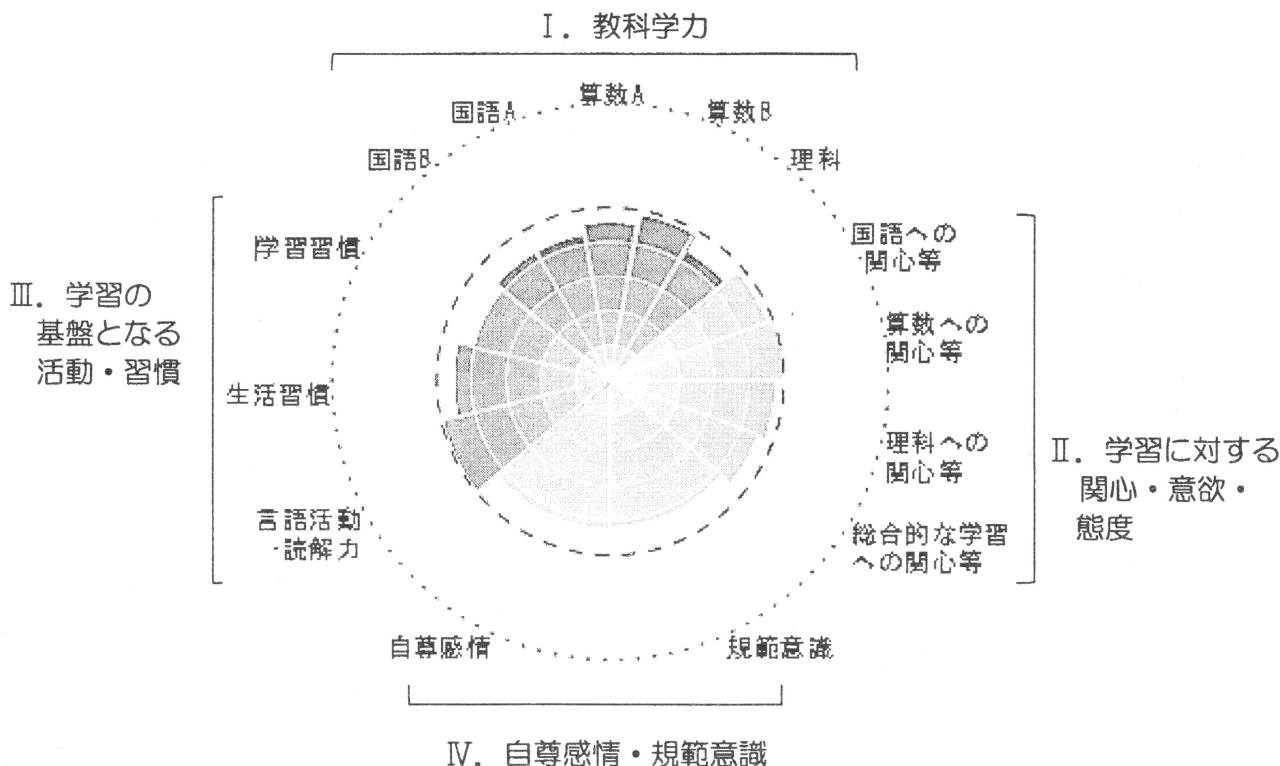 Ⅰ．教科学力
算数A
国語A
算数B
国語B
理科
学習習慣
国語への
関心等
Ⅲ．学習の
基盤となる
活動・習慣
算数への
関心等
生活習慣
理科への
関心等
Ⅱ．学習に対する
関心・意欲・
態度
言語活動
・読解力
総合的な学習
への関心等
自尊感情
規範意識
Ⅳ．自尊感情・規範意識